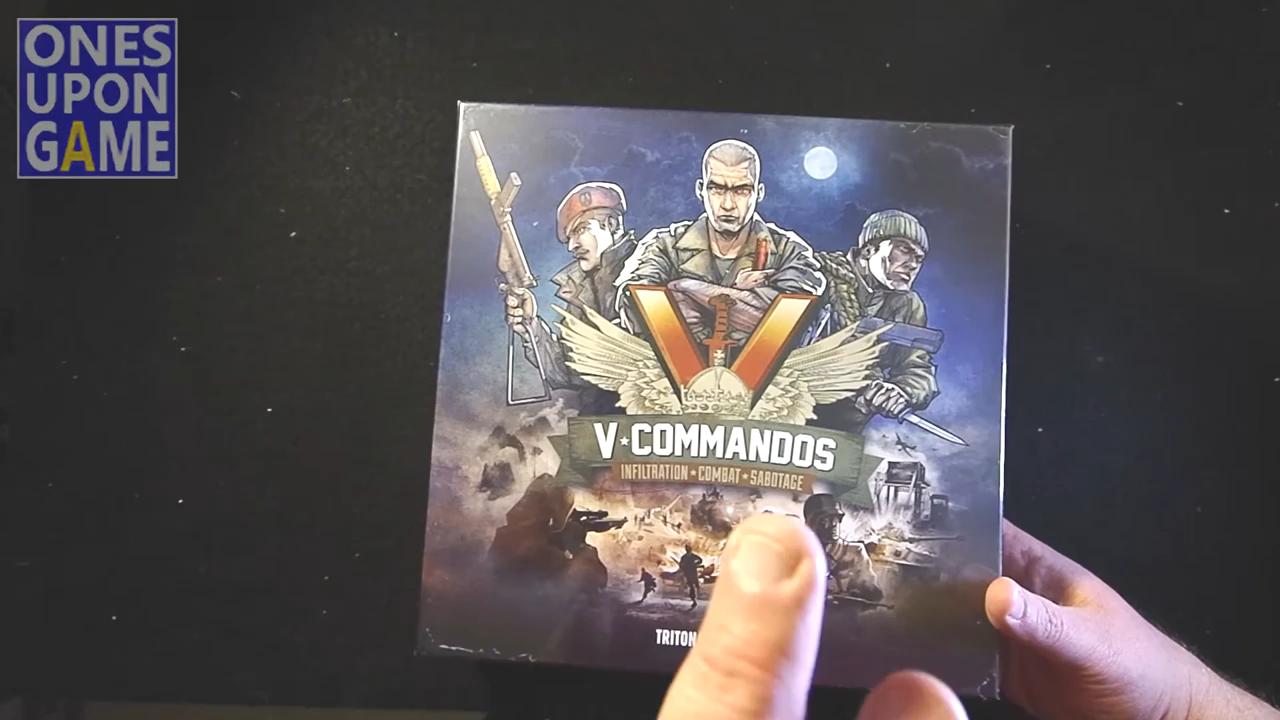 ONES
UPON
GAME
V
V★COMMANDOS
INFILTRATION★COMBAT★SABOTAGE
TRITON